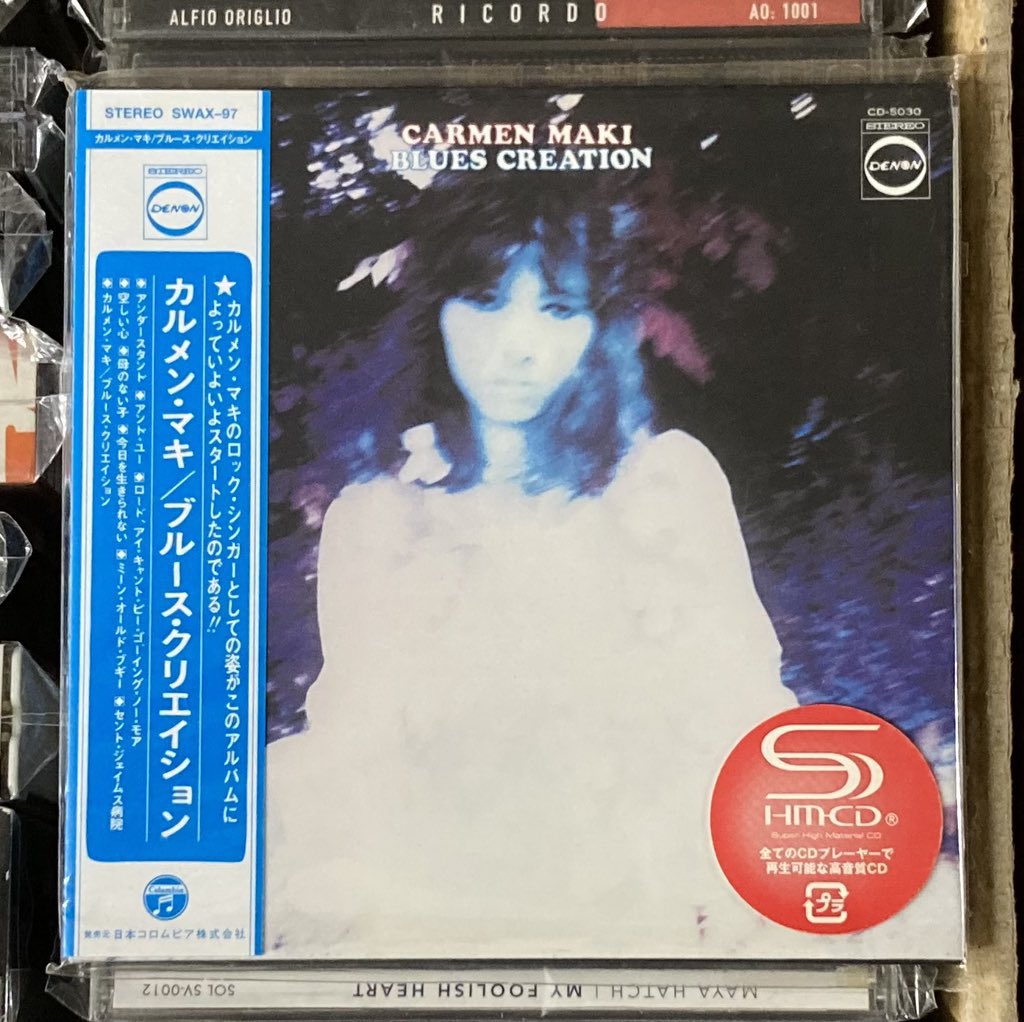 ALFIO ORIGLIO
RICORDO
AO: 1001
STEREO SWAX-97
カルメン・マキ/ブルース・クリエイション
STEREO
DENON
★カルメン・マキのロック・シンガーとしての姿がこのアルバムに
よっていよいよスタートしたのである!!
カルメン・マキ/ブルース・クリエイション
◆アンダースタンド ◆アンド・ユー ◆ロード、アイ・キャント・ビー・ゴーイング・ノー・モア
◆空しい心 ◆母のない子 ◆今日を生きられない ◆ミーン・オールド・ブギー ◆セント・ジェイムス病院
◆カルメン・マキ/ブルース・クリエイション
Columbia
発売元 日本コロムビア株式会社
CARMEN MAKI
BLUES CREATION
CD-5030
STEREO
DENON
SHM-CD®
Super High Material CD
全てのCDプレーヤーで
再生可能な高音質CD
プラ
MAYA HATCH | MY FOOLISH HEART
SOL SV-0012